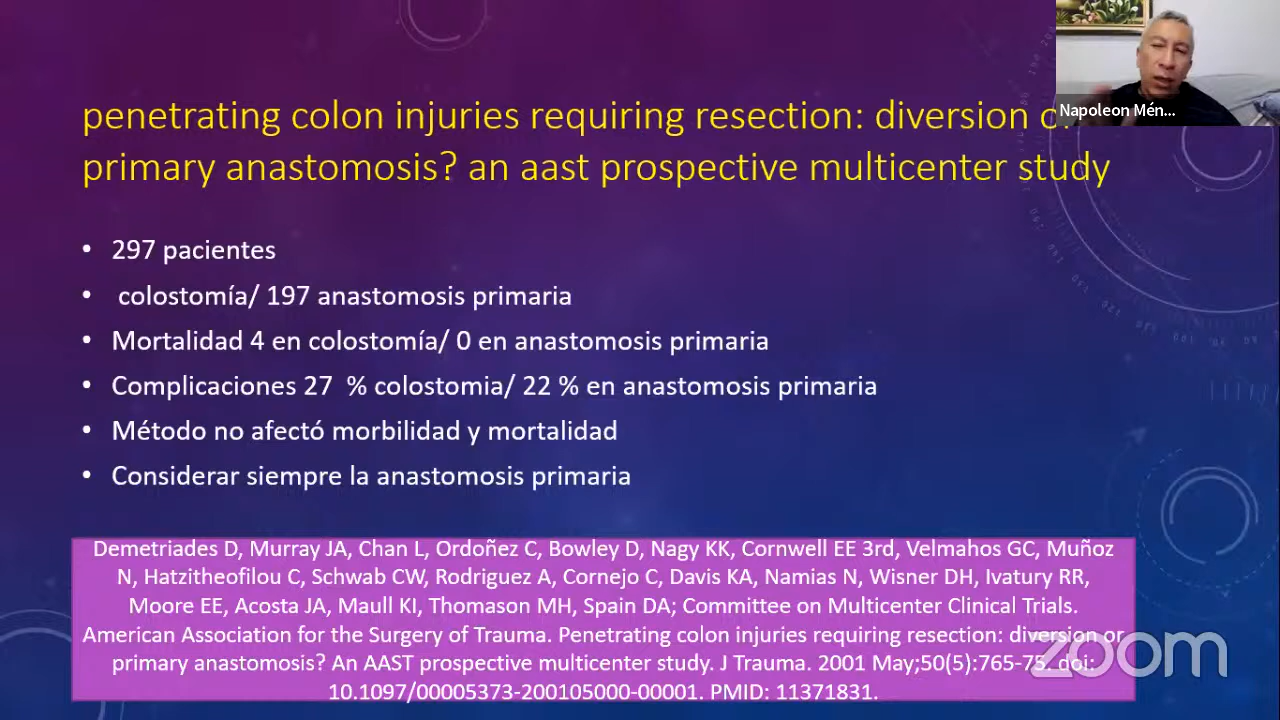 penetrating colon injuries requiring resection: diversion or
primary anastomosis? an aast prospective multicenter study
Napoleon Mén...
• 297 pacientes
• colostomía/ 197 anastomosis primaria
• Mortalidad 4 en colostomía/ 0 en anastomosis primaria
• Complicaciones 27 % colostomia/ 22 % en anastomosis primaria
• Método no afectó morbilidad y mortalidad
• Considerar siempre la anastomosis primaria
Demetriades D, Murray JA, Chan L, Ordoñez C, Bowley D, Nagy KK, Cornwell EE 3rd, Velmahos GC, Muñoz
N, Hatzitheofilou C, Schwab CW, Rodriguez A, Cornejo C, Davis KA, Namias N, Wisner DH, Ivatury RR,
Moore EE, Acosta JA, Maull KI, Thomason MH, Spain DA; Committee on Multicenter Clinical Trials.
American Association for the Surgery of Trauma. Penetrating colon injuries requiring resection: diversion or
primary anastomosis? An AAST prospective multicenter study. J Trauma. 2001 May;50(5):765-75. doi:
10.1097/00005373-200105000-00001. PMID: 11371831.
zoom